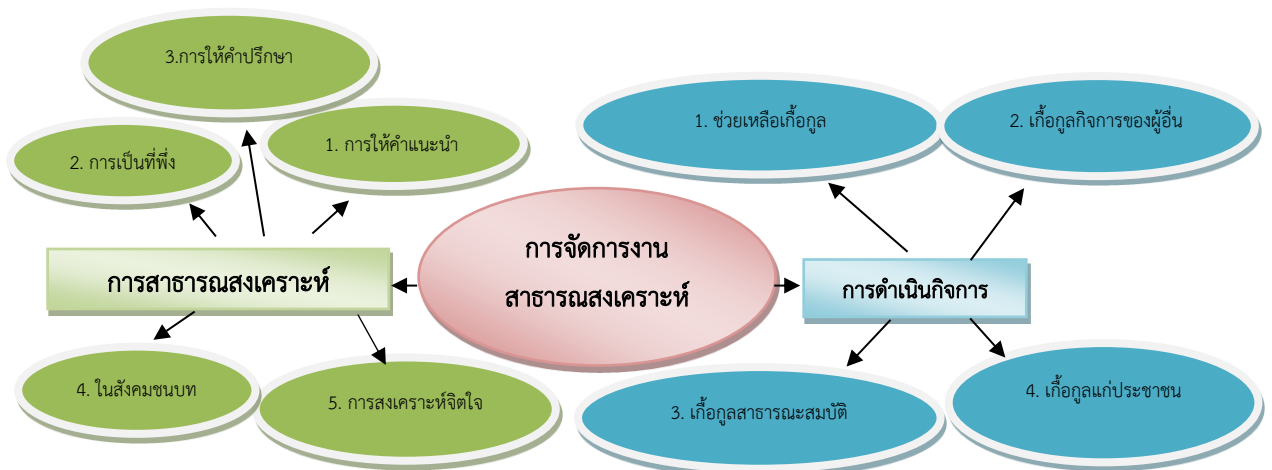 3.การให้คำปรึกษา
1. การให้คำแนะนำ
2. การเป็นที่พึ่ง
1. ช่วยเหลือเกื้อกูล
2. เกื้อกูลกิจการของผู้อื่น
การจัดการงาน
สาธารณสงเคราะห์
การสาธารณสงเคราะห์
การดำเนินกิจการ
4. ในสังคมชนบท
5. การสงเคราะห์จิตใจ
3. เกื้อกูลสาธารณะสมบัติ
4. เกื้อกูลแก่ประชาชน